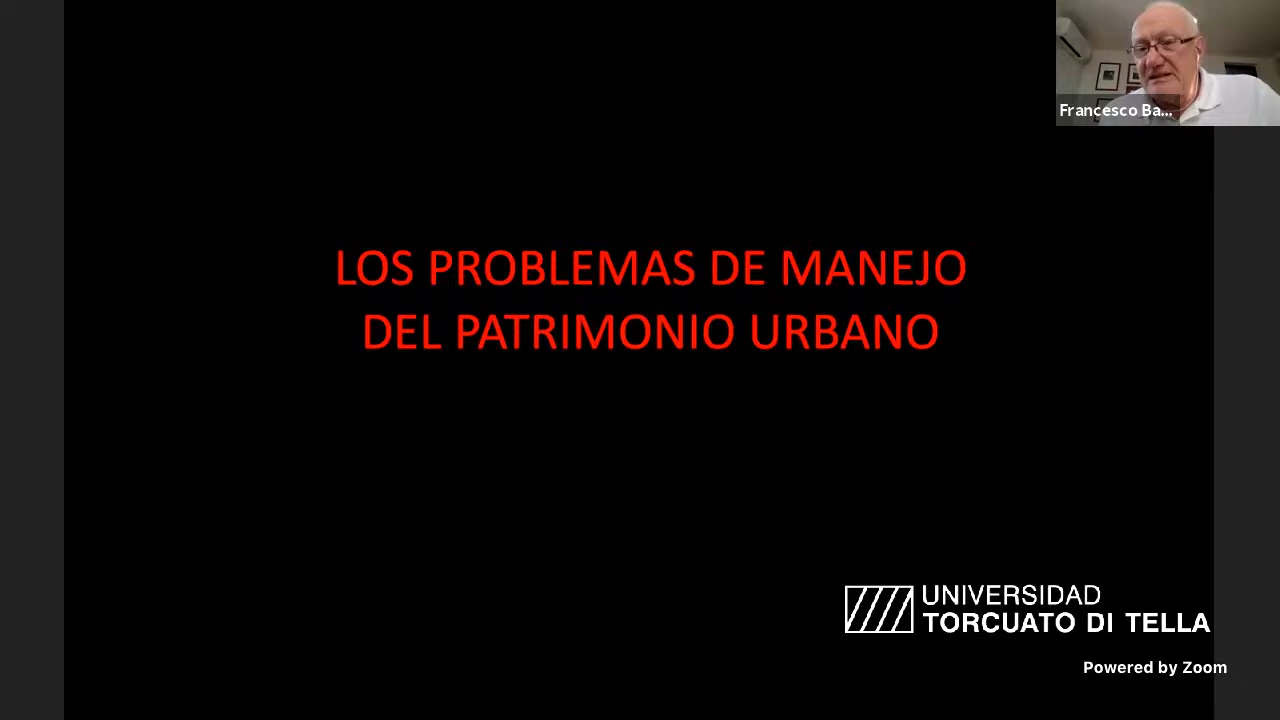 Francesco Ba...
LOS PROBLEMAS DE MANEJO
DEL PATRIMONIO URBANO
UNIVERSIDAD
TORCUATO DI TELLA
Powered by Zoom